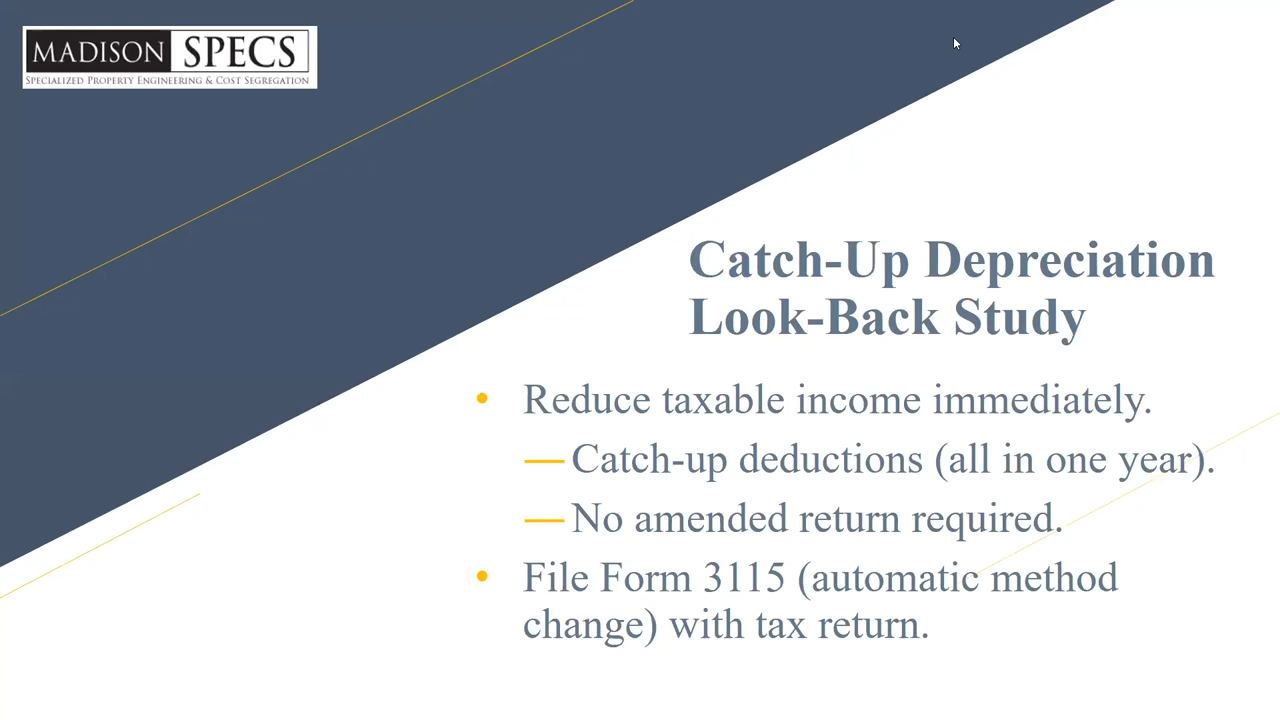 MADISON SPECS
SPECIALIZED PROPERTY ENGINEERING & COST SEGREGATION
Catch-Up Depreciation
Look-Back Study
• Reduce taxable income immediately.
— Catch-up deductions (all in one year).
— No amended return required.
• File Form 3115 (automatic method
change) with tax return.